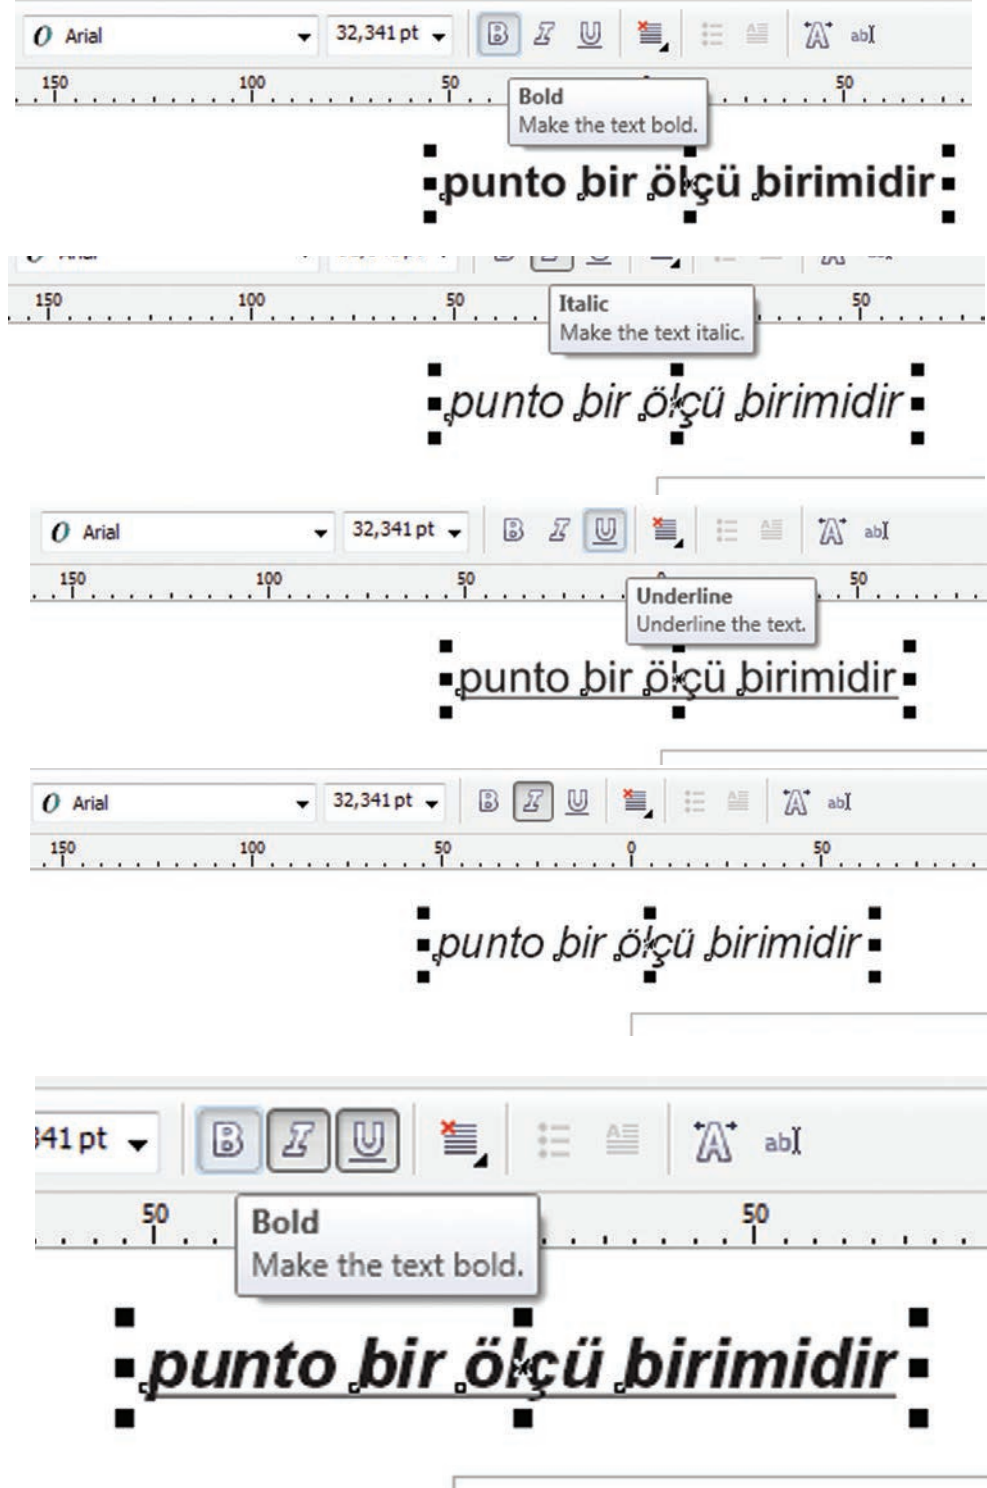 Arial 32,341 pt B I U A abI
150 100 50 50
Bold
Make the text bold.
punto bir ölçü birimidir
150 100 50 50
Italic
Make the text italic.
punto bir ölçü birimidir
Arial 32,341 pt B I U A abI
150 100 50 50
Underline
Underline the text.
punto bir ölçü birimidir
Arial 32,341 pt B I U A abI
150 100 50 0 50
punto bir ölçü birimidir
341 pt B I U A abI
50 50
Bold
Make the text bold.
punto bir ölçü birimidir